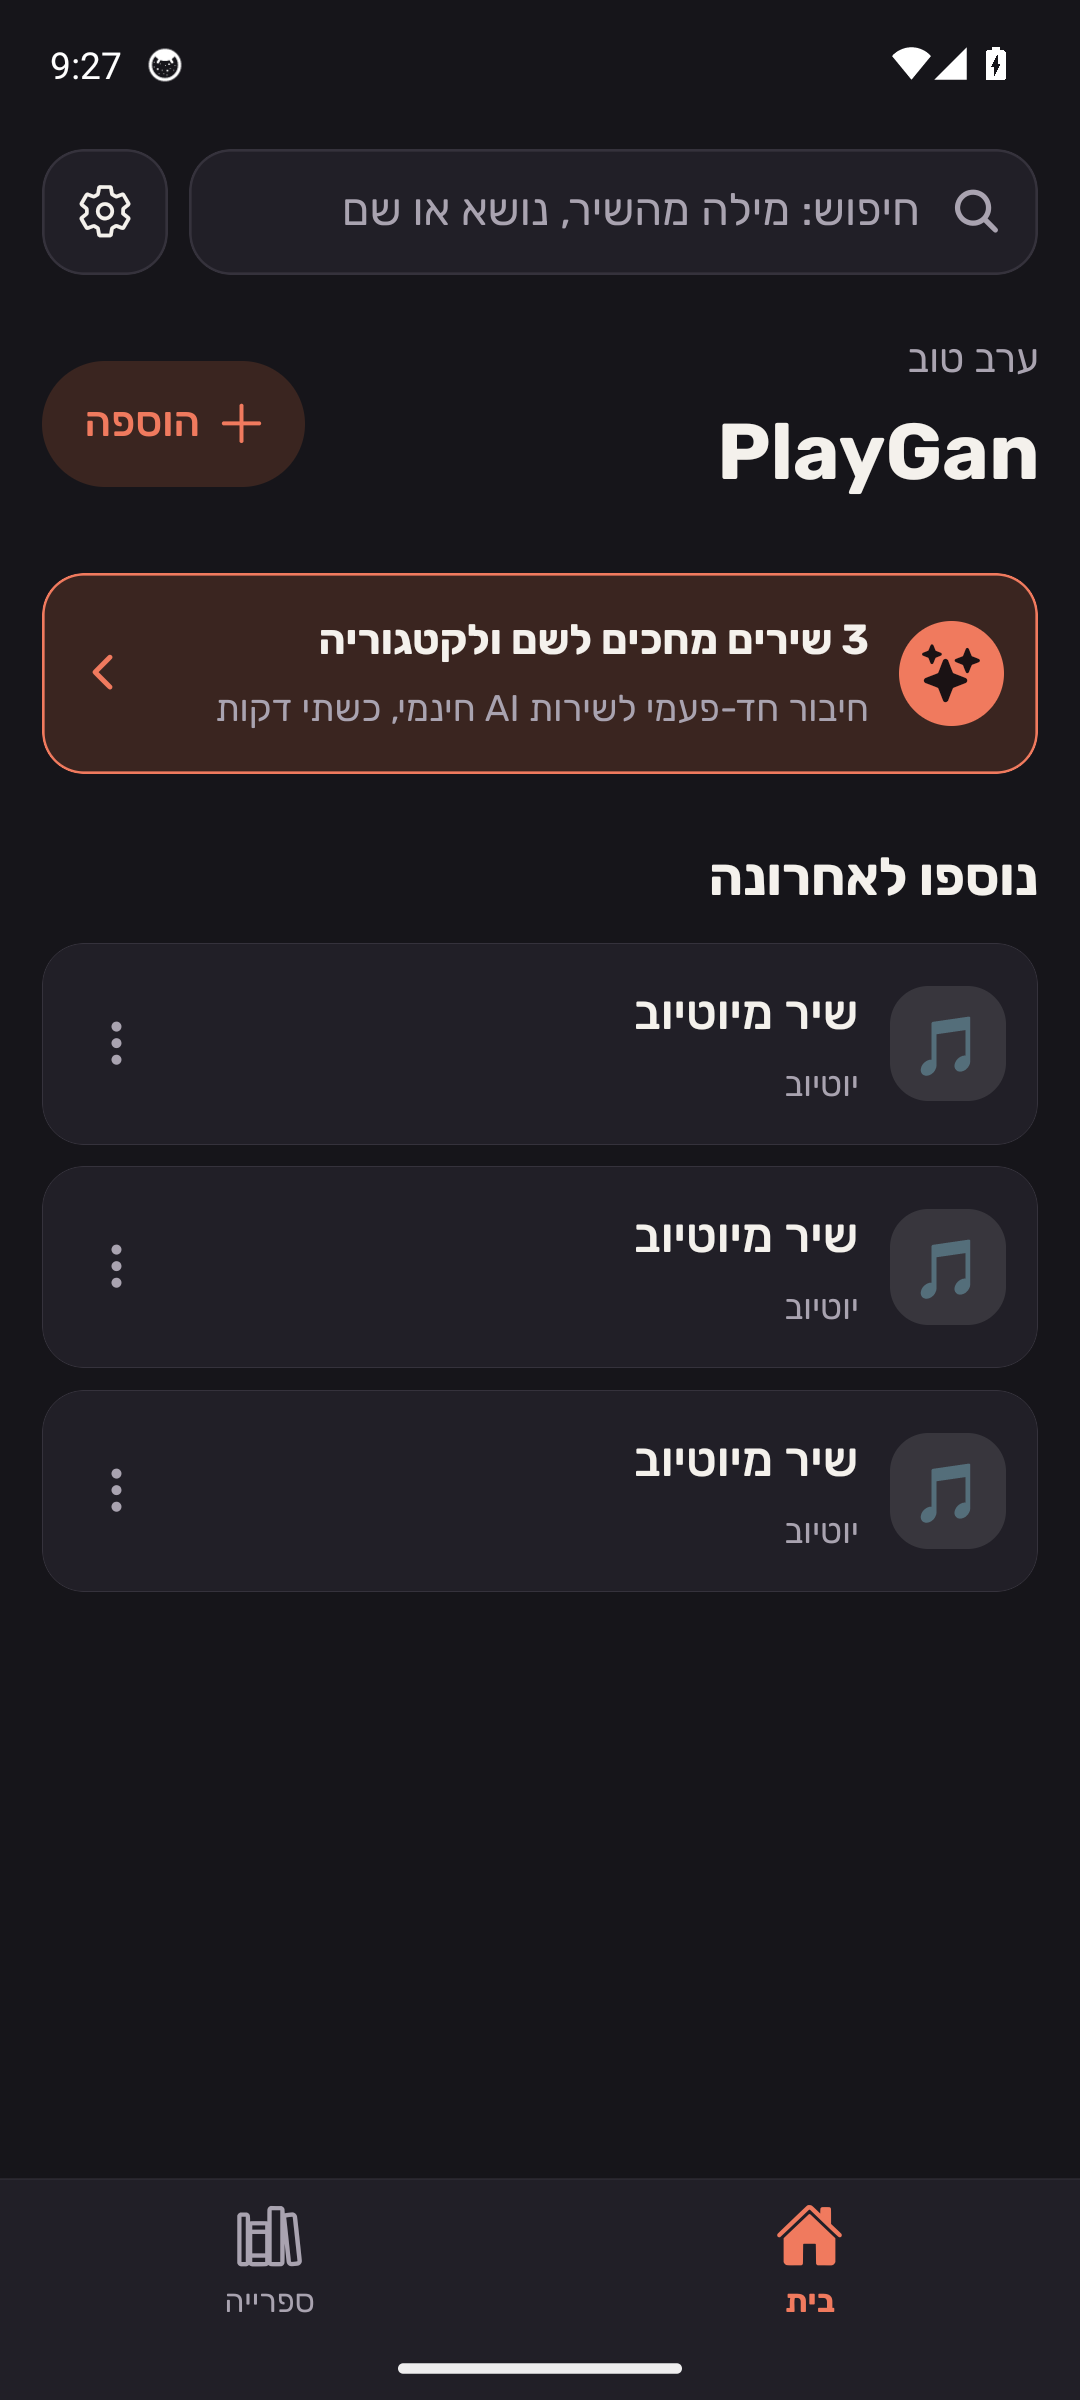 9:27
חיפוש: מילה מהשיר, נושא או שם
ערב טוב
PlayGan
הוספה
3 שירים מחכים לשם ולקטגוריה
חיבור חד-פעמי לשירות AI חינמי, כשתי דקות
נוספו לאחרונה
שיר מיוטיוב
יוטיוב
שיר מיוטיוב
יוטיוב
שיר מיוטיוב
יוטיוב
בית
ספרייה